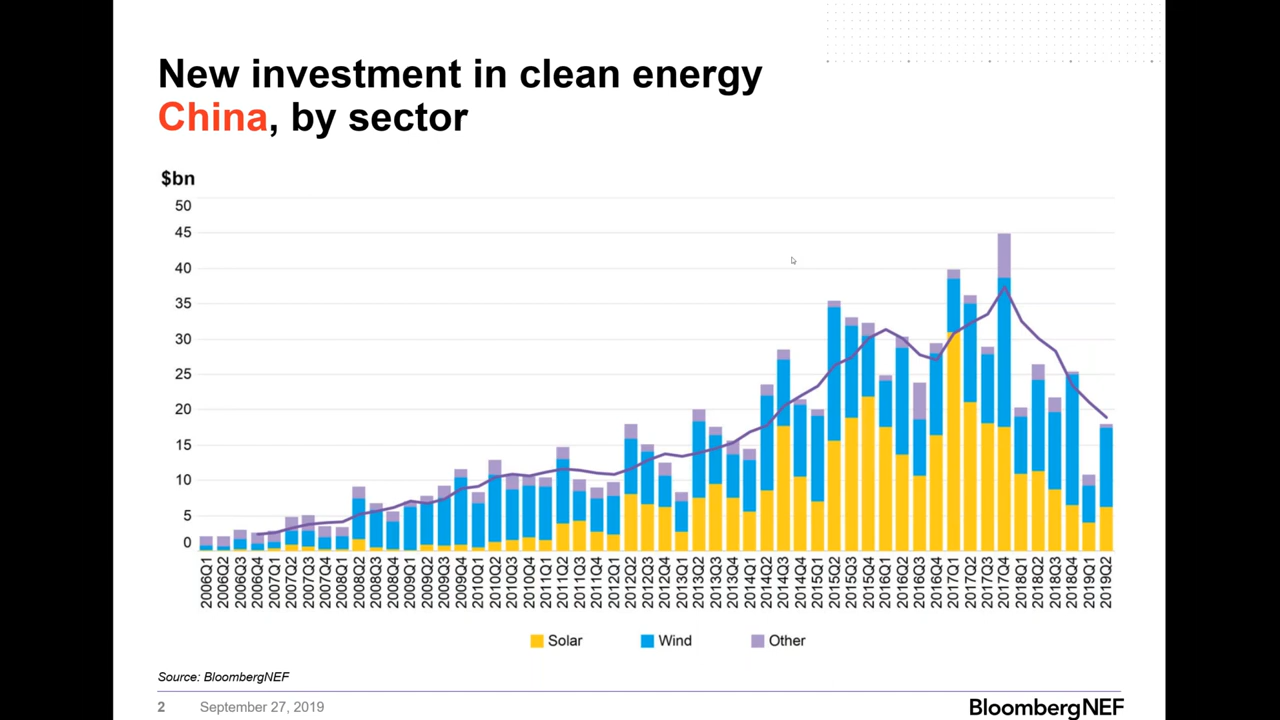 New investment in clean energy
China, by sector
$bn
50
45
40
35
30
25
20
15
10
5
0
2006Q1
2006Q2
2006Q3
2006Q4
2007Q1
2007Q2
2007Q3
2007Q4
2008Q1
2008Q2
2008Q3
2008Q4
2009Q1
2009Q2
2009Q3
2009Q4
2010Q1
2010Q2
2010Q3
2010Q4
2011Q1
2011Q2
2011Q3
2011Q4
2012Q1
2012Q2
2012Q3
2012Q4
2013Q1
2013Q2
2013Q3
2013Q4
2014Q1
2014Q2
2014Q3
2014Q4
2015Q1
2015Q2
2015Q3
2015Q4
2016Q1
2016Q2
2016Q3
2016Q4
2017Q1
2017Q2
2017Q3
2017Q4
2018Q1
2018Q2
2018Q3
2018Q4
2019Q1
2019Q2
Solar Wind Other
Source: BloombergNEF
2 September 27, 2019 BloombergNEF